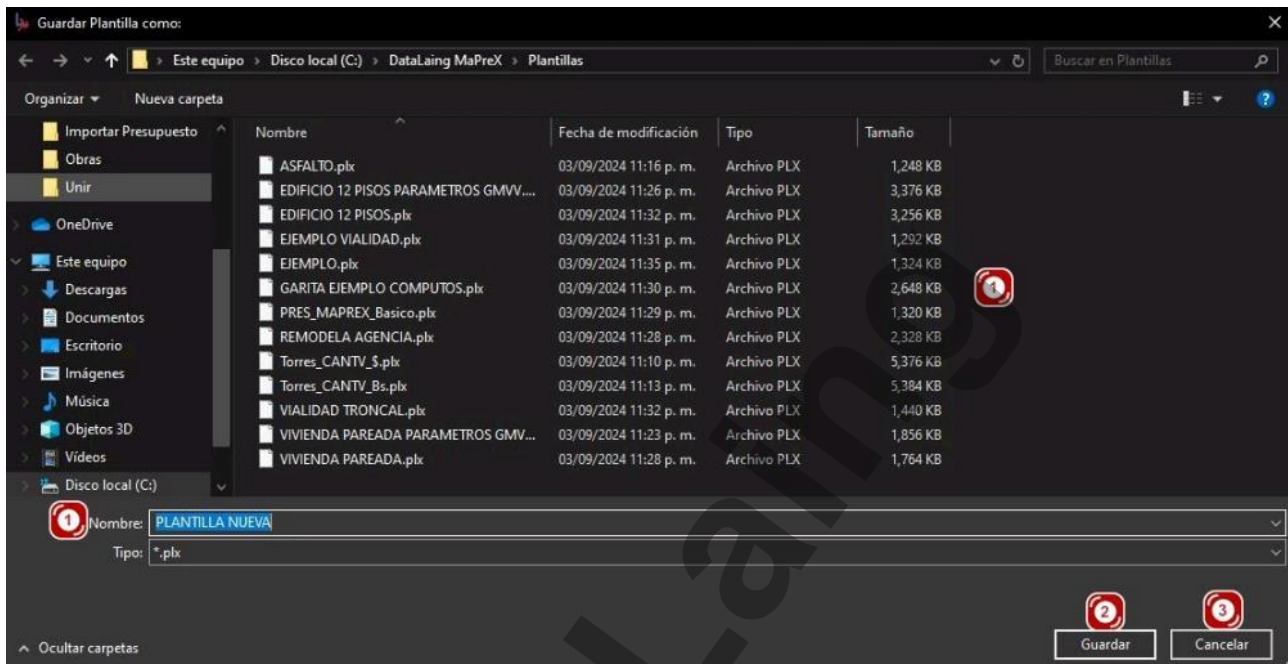 Guardar Plantilla como:
Este equipo > Disco local (C:) > DataLaing MaPreX > Plantillas
Buscar en Plantillas
Organizar
Nueva carpeta
Importar Presupuesto
Obras
Unir
OneDrive
Este equipo
Descargas
Documentos
Escritorio
Imágenes
Música
Objetos 3D
Vídeos
Disco local (C:)
Nombre Fecha de modificación Tipo Tamaño
ASFALTO.plx 03/09/2024 11:16 p. m. Archivo PLX 1,248 KB
EDIFICIO 12 PISOS PARAMETROS GMVV.... 03/09/2024 11:26 p. m. Archivo PLX 3,376 KB
EDIFICIO 12 PISOS.plx 03/09/2024 11:32 p. m. Archivo PLX 3,256 KB
EJEMPLO VIALIDAD.plx 03/09/2024 11:31 p. m. Archivo PLX 1,292 KB
EJEMPLO.plx 03/09/2024 11:35 p. m. Archivo PLX 1,324 KB
GARITA EJEMPLO COMPUTOS.plx 03/09/2024 11:30 p. m. Archivo PLX 2,648 KB
PRES_MAPREX_Basico.plx 03/09/2024 11:29 p. m. Archivo PLX 1,320 KB
REMODELA AGENCIA.plx 03/09/2024 11:28 p. m. Archivo PLX 2,328 KB
Torres_CANTV_$.plx 03/09/2024 11:10 p. m. Archivo PLX 5,376 KB
Torres_CANTV_Bs.plx 03/09/2024 11:13 p. m. Archivo PLX 5,384 KB
VIALIDAD TRONCAL.plx 03/09/2024 11:32 p. m. Archivo PLX 1,440 KB
VIVIENDA PAREADA PARAMETROS GMV... 03/09/2024 11:23 p. m. Archivo PLX 1,856 KB
VIVIENDA PAREADA.plx 03/09/2024 11:28 p. m. Archivo PLX 1,764 KB
1
1 Nombre: PLANTILLA NUEVA
Tipo: *.plx
2
3
Ocultar carpetas
Guardar
Cancelar
Laing